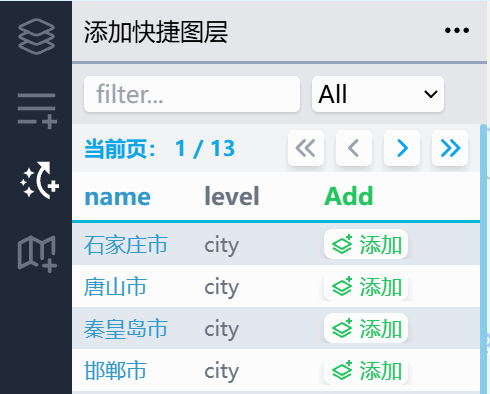 添加快捷图层
filter... All
当前页： 1 / 13
name level Add
石家庄市 city 添加
唐山市 city 添加
秦皇岛市 city 添加
邯郸市 city 添加